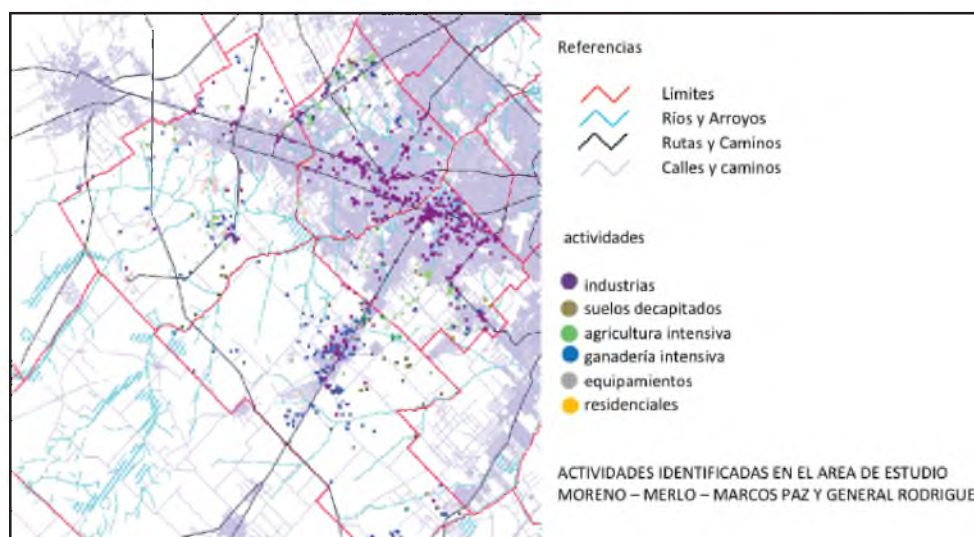 Referencias
Límites
Ríos y Arroyos
Rutas y Caminos
Calles y caminos
actividades
industrias
suelos decapitados
agricultura intensiva
ganadería intensiva
equipamientos
residenciales
ACTIVIDADES IDENTIFICADAS EN EL AREA DE ESTUDIO
MORENO – MERLO – MARCOS PAZ Y GENERAL RODRIGUE